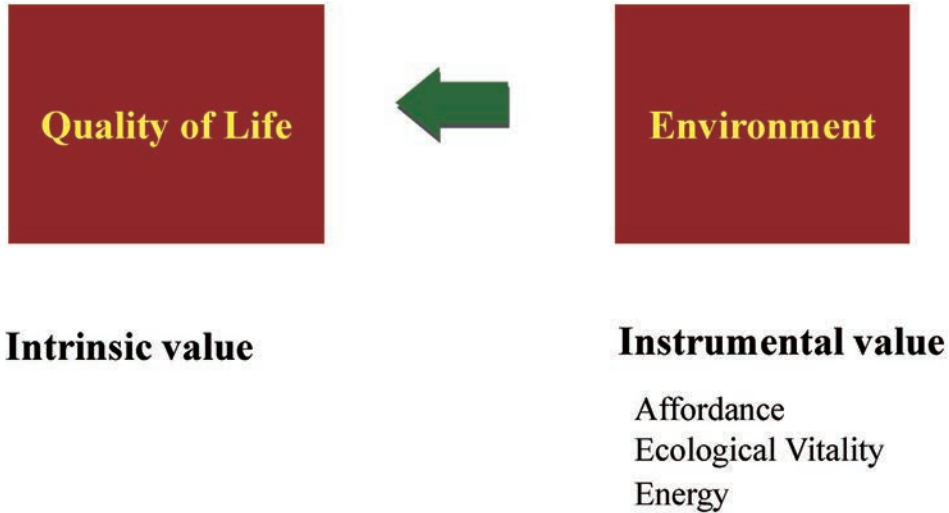 Quality of Life
Environment
Intrinsic value
Instrumental value
Affordance
Ecological Vitality
Energy